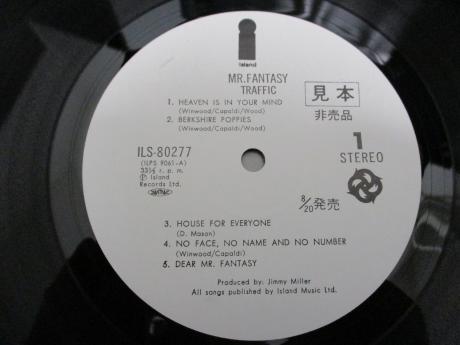 island
MR.FANTASY
TRAFFIC
見本
非売品
1. HEAVEN IS IN YOUR MIND
(Winwood/Capaldi/Wood)
2. BERKSHIRE POPPIES
(Winwood/Capaldi/Wood)
ILS-80277
(ILPS 9061-A)
33⅓ r. p. m.
Ⓟ Island
Records Ltd.
1
STEREO
8/20発売
3. HOUSE FOR EVERYONE
(D. Mason)
4. NO FACE, NO NAME AND NO NUMBER
(Winwood/Capaldi)
5. DEAR MR. FANTASY
Produced by: Jimmy Miller
All songs published by Island Music Ltd.